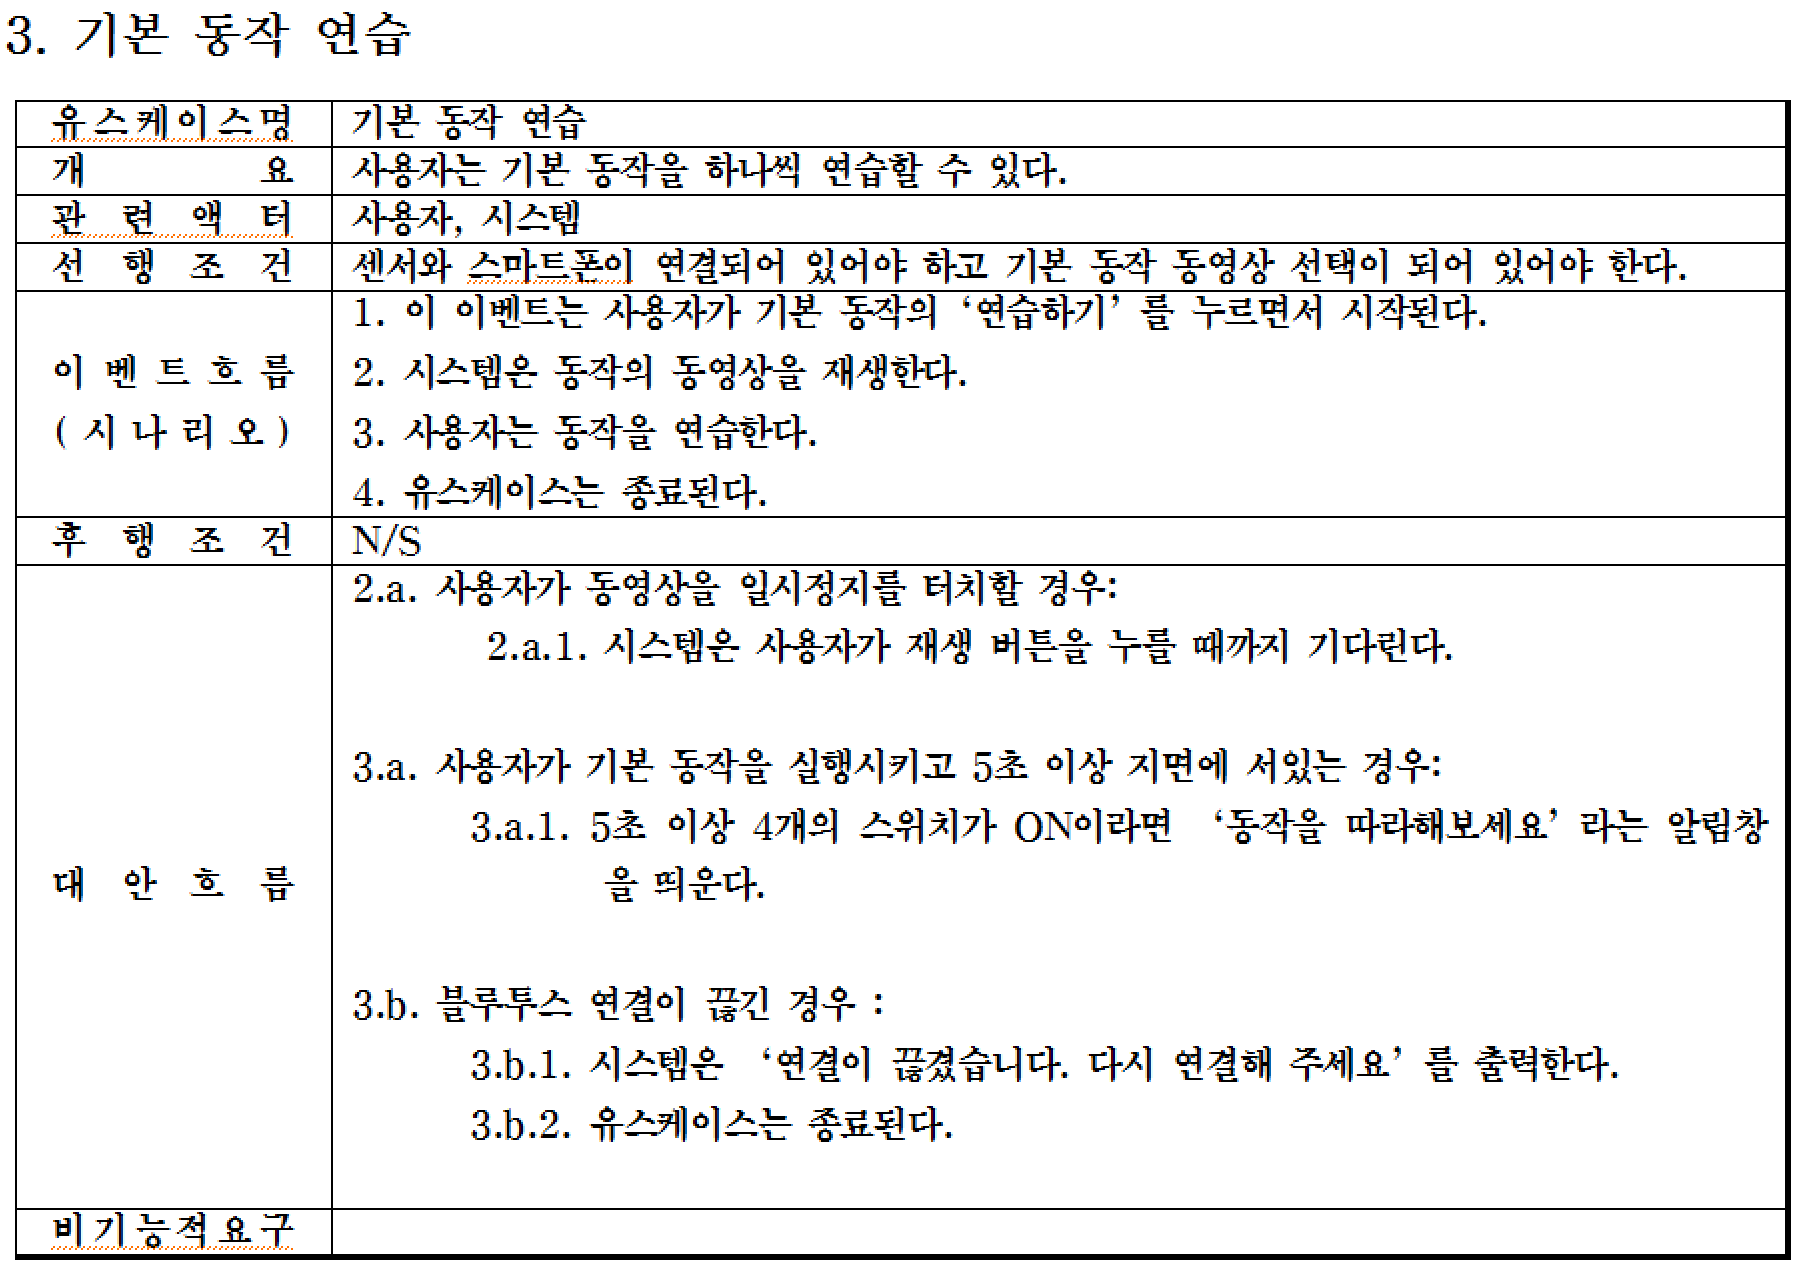 3. 기본 동작 연습
유스케이스명 기본 동작 연습
개 요 사용자는 기본 동작을 하나씩 연습할 수 있다.
관 련 액 터 사용자, 시스템
선 행 조 건 센서와 스마트폰이 연결되어 있어야 하고 기본 동작 동영상 선택이 되어 있어야 한다.
이 벤 트 흐 름
( 시 나 리 오 )
1. 이 이벤트는 사용자가 기본 동작의 ‘연습하기’ 를 누르면서 시작된다.
2. 시스템은 동작의 동영상을 재생한다.
3. 사용자는 동작을 연습한다.
4. 유스케이스는 종료된다.
후 행 조 건 N/S
대 안 흐 름
2.a. 사용자가 동영상을 일시정지를 터치할 경우:
2.a.1. 시스템은 사용자가 재생 버튼을 누를 때까지 기다린다.
3.a. 사용자가 기본 동작을 실행시키고 5초 이상 지면에 서있는 경우:
3.a.1. 5초 이상 4개의 스위치가 ON이라면 ‘동작을 따라해보세요’ 라는 알림창
을 띄운다.
3.b. 블루투스 연결이 끊긴 경우 :
3.b.1. 시스템은 ‘연결이 끊겼습니다. 다시 연결해 주세요’ 를 출력한다.
3.b.2. 유스케이스는 종료된다.
비기능적요구